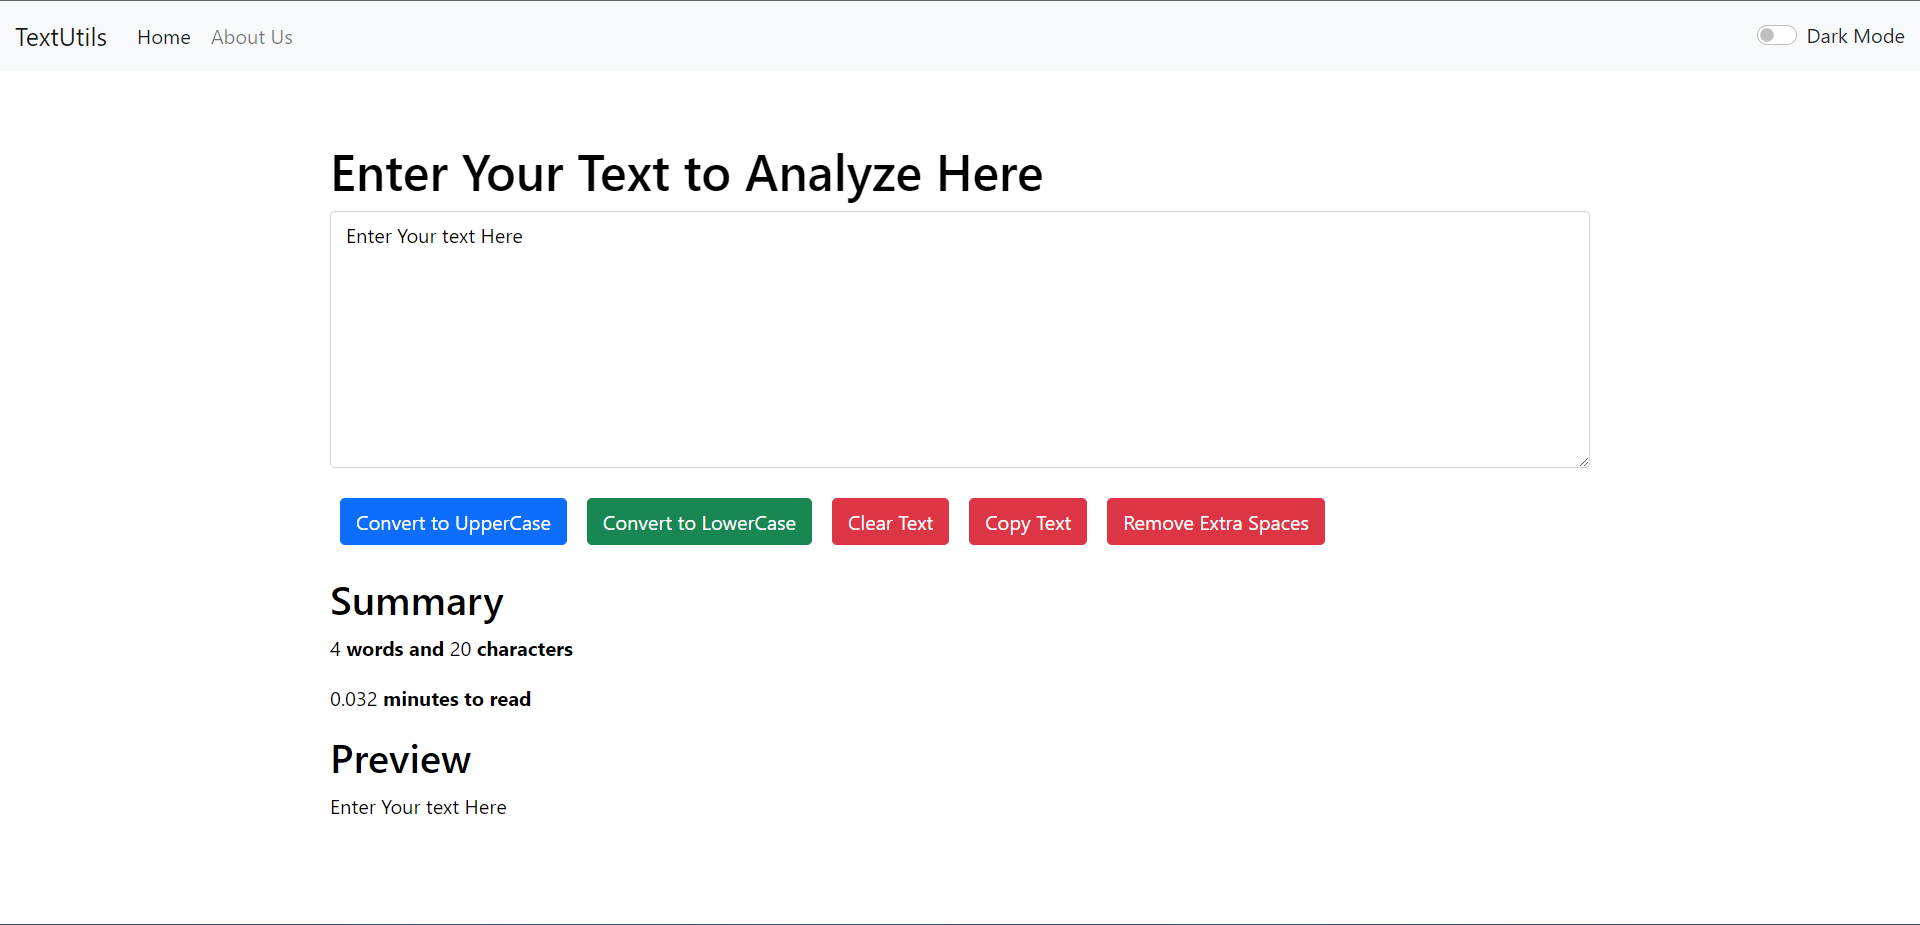 TextUtils Home About Us Dark Mode
Enter Your Text to Analyze Here
Enter Your text Here
Convert to UpperCase Convert to LowerCase Clear Text Copy Text Remove Extra Spaces
Summary
4 words and 20 characters
0.032 minutes to read
Preview
Enter Your text Here